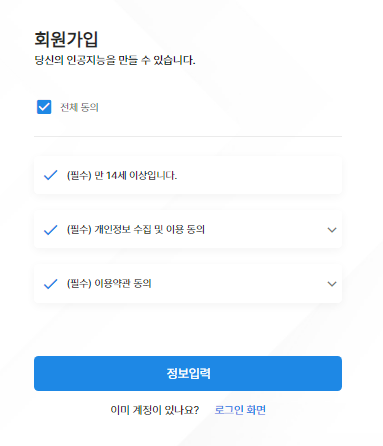 회원가입
당신의 인공지능을 만들 수 있습니다.
전체 동의
(필수) 만 14세 이상입니다.
(필수) 개인정보 수집 및 이용 동의
(필수) 이용약관 동의
정보입력
이미 계정이 있나요? 로그인 화면